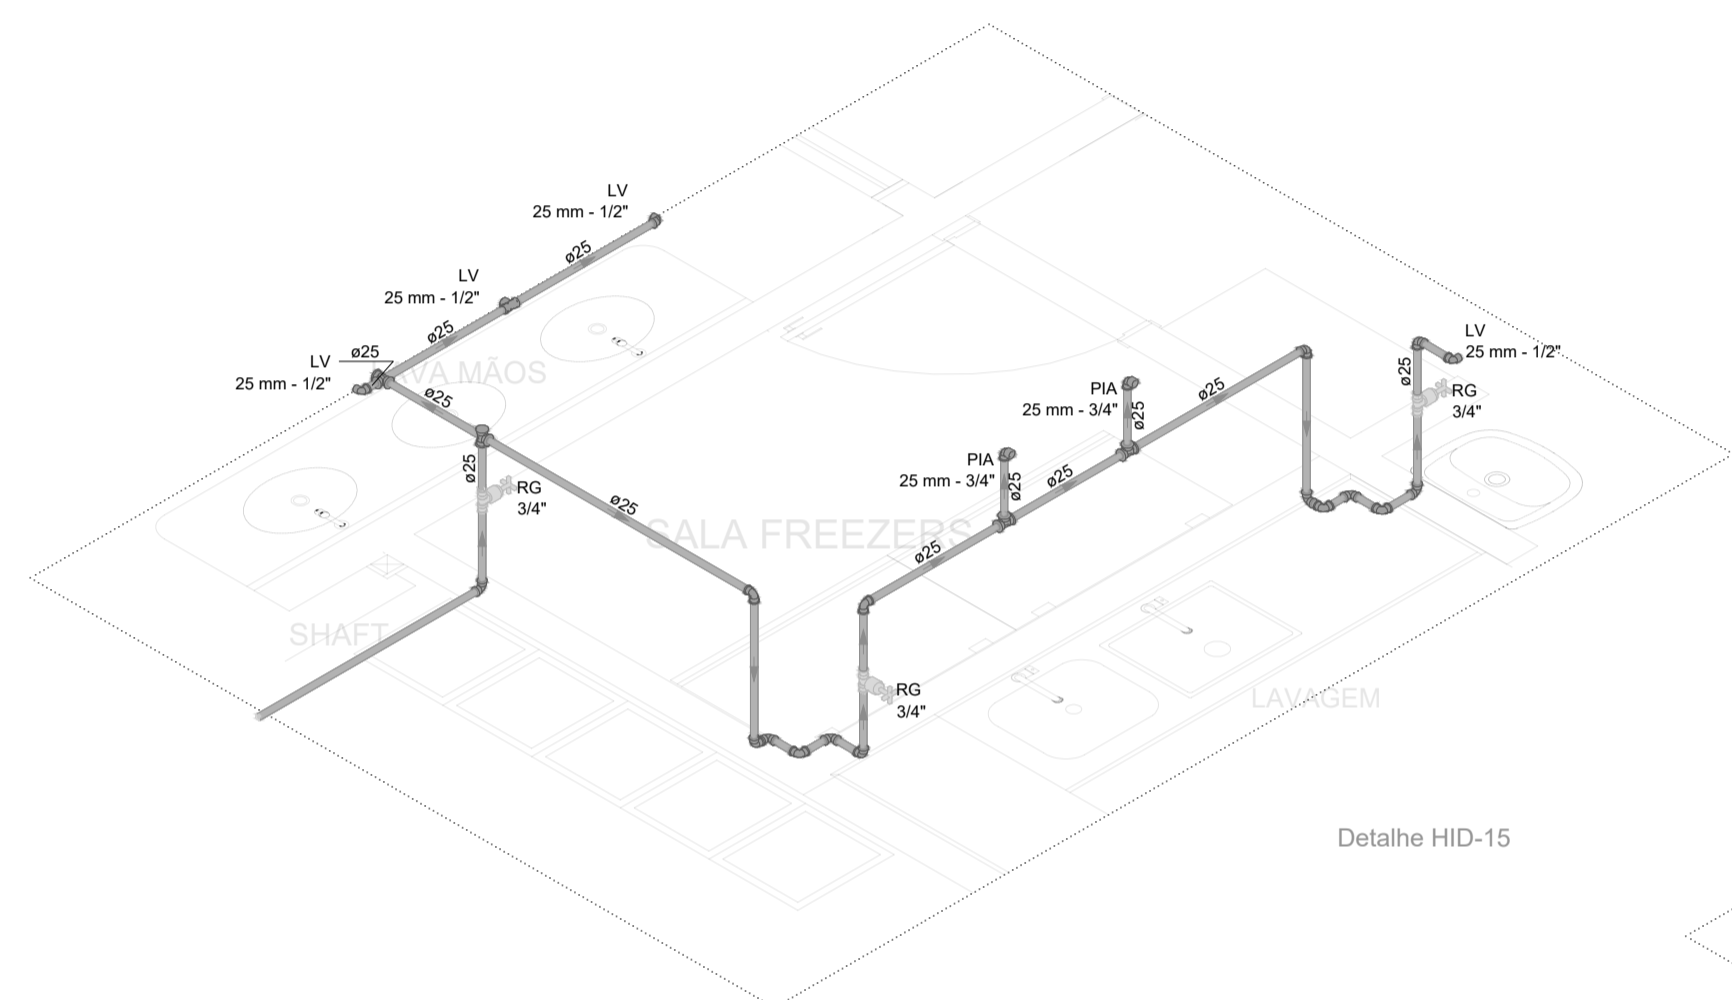 LV
25 mm - 1/2"
ø25
LV
25 mm - 1/2"
ø25
LV
ø25
25 mm - 1/2"
LAVA MÃOS
ø25
ø25
RG
3/4"
ø25
SALA FREEZERS
SHAFT
PIA
25 mm - 3/4"
ø25
PIA
25 mm - 3/4"
ø25
ø25
ø25
ø25
LV
25 mm - 1/2"
ø25
RG
3/4"
RG
3/4"
LAVAGEM
Detalhe HID-15